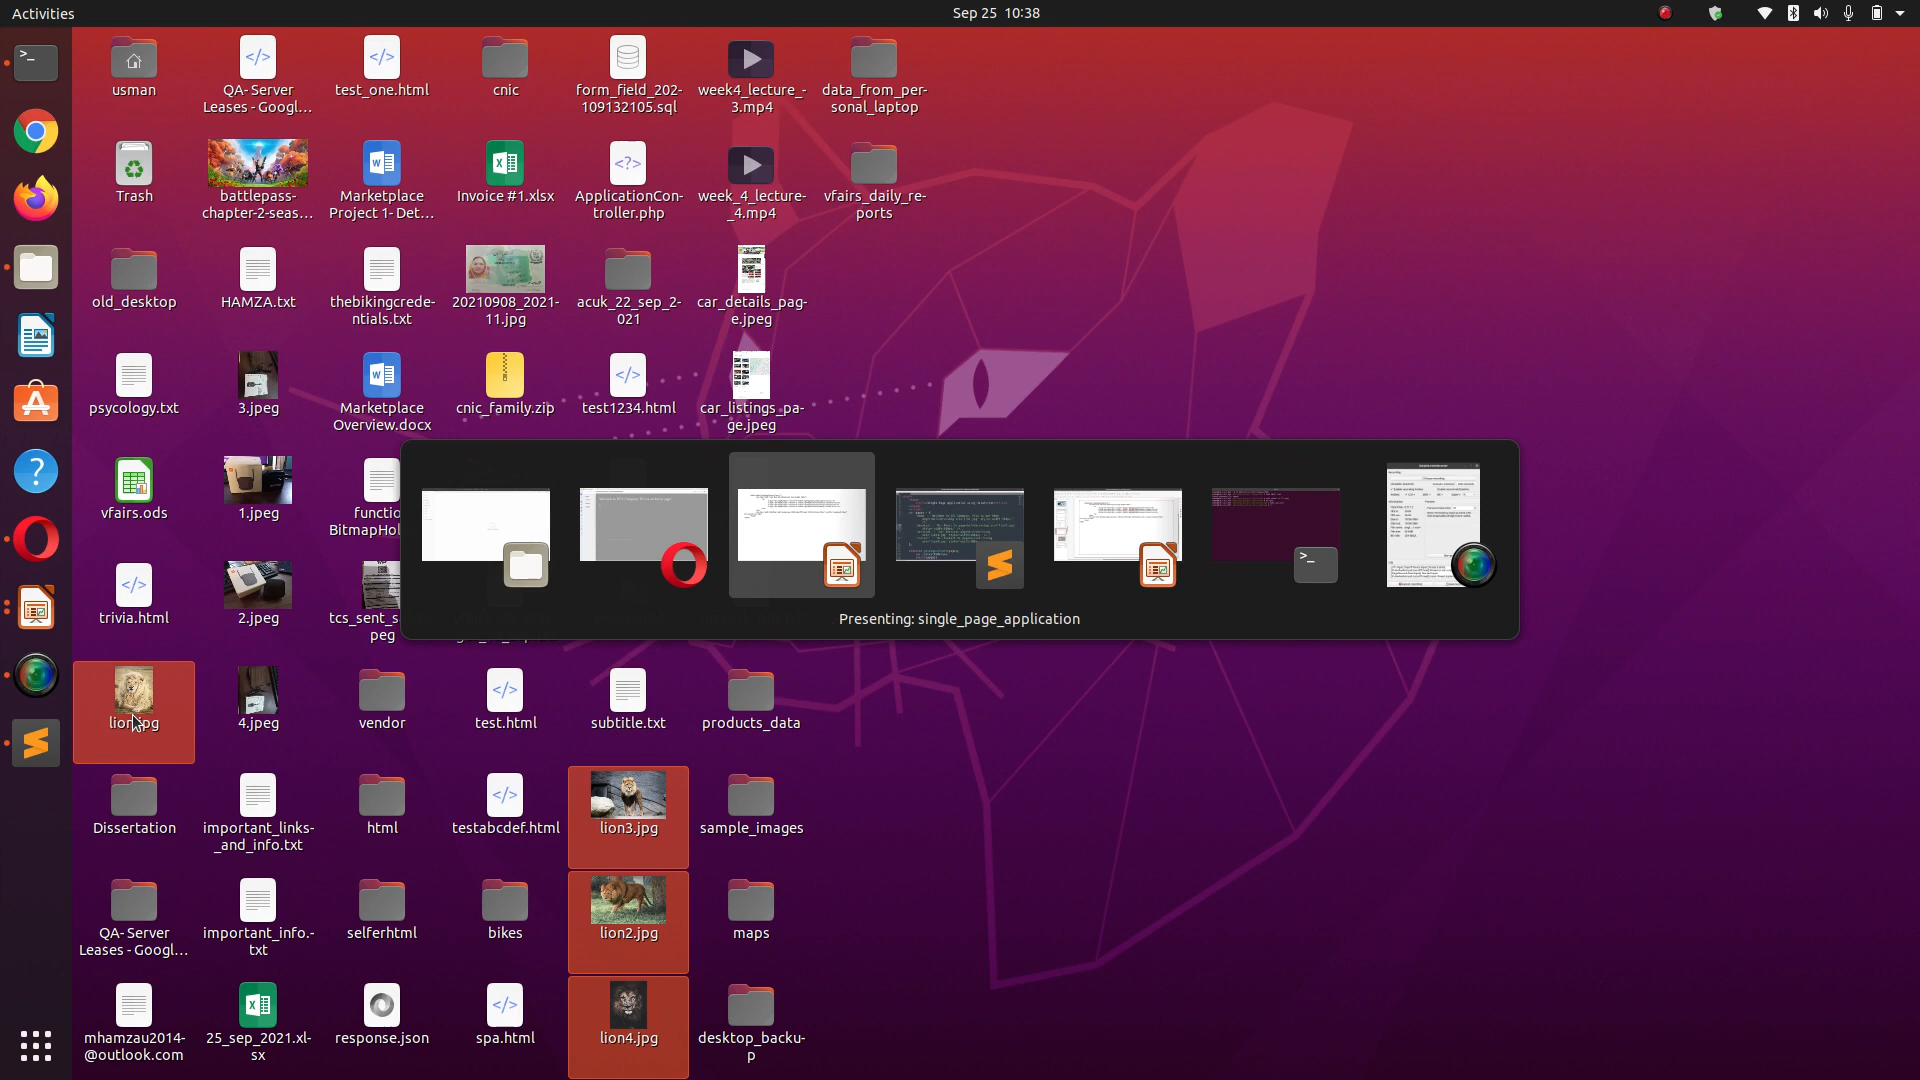 Activities
Sep 25 10:38
usman
QA- Server
Leases - Googl...
test_one.html
cnic
form_field_202-
109132105.sql
week4_lecture_-
3.mp4
data_from_per-
sonal_laptop
Trash
battlepass-
chapter-2-seas...
Marketplace
Project 1- Det...
Invoice #1.xlsx
ApplicationCon-
troller.php
week_4_lecture-
_4.mp4
vfairs_daily_re-
ports
old_desktop
HAMZA.txt
thebikingcrede-
ntials.txt
20210908_2021-
11.jpg
acuk_22_sep_2-
021
car_details_pag-
e.jpeg
psycology.txt
3.jpeg
Marketplace
Overview.docx
cnic_family.zip
test1234.html
car_listings_pa-
ge.jpeg
vfairs.ods
1.jpeg
functio
BitmapHol
trivia.html
2.jpeg
tcs_sent_s
peg
Presenting: single_page_application
lion.jpg
4.jpeg
vendor
test.html
subtitle.txt
products_data
Dissertation
important_links-
_and_info.txt
html
testabcdef.html
lion3.jpg
sample_images
QA- Server
Leases - Googl...
important_info.-
txt
selferhtml
bikes
lion2.jpg
maps
mhamzau2014-
@outlook.com
25_sep_2021.xl-
sx
response.json
spa.html
lion4.jpg
desktop_backu-
p